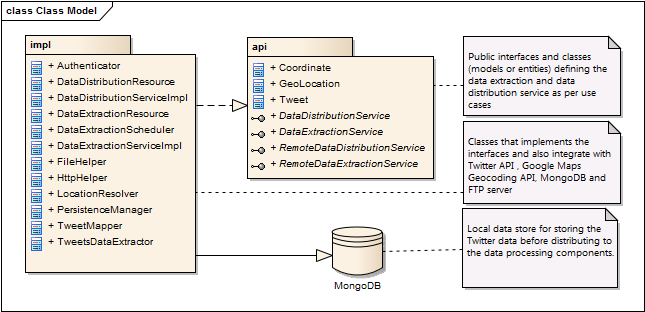 class Class Model
impl
+ Authenticator
+ DataDistributionResource
+ DataDistributionServiceImpl
+ DataExtractionResource
+ DataExtractionScheduler
+ DataExtractionServiceImpl
+ FileHelper
+ HttpHelper
+ LocationResolver
+ PersistenceManager
+ TweetMapper
+ TweetsDataExtractor
api
+ Coordinate
+ GeoLocation
+ Tweet
+ DataDistributionService
+ DataExtractionService
+ RemoteDataDistributionService
+ RemoteDataExtractionService
Public interfaces and classes
(models or entities) defining the
data extraction and data
distribution service as per use
cases
Classes that implements the
interfaces and also integrate with
Twitter API , Google Maps
Geocoding API, MongoDB and
FTP server
Local data store for storing the
Twitter data before distributing to
the data processing components.
MongoDB